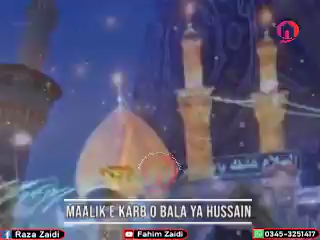 MAALIK E KARB O BALA YA HUSSAIN
Raza Zaidi
Fahim Zaidi
0345-3251417